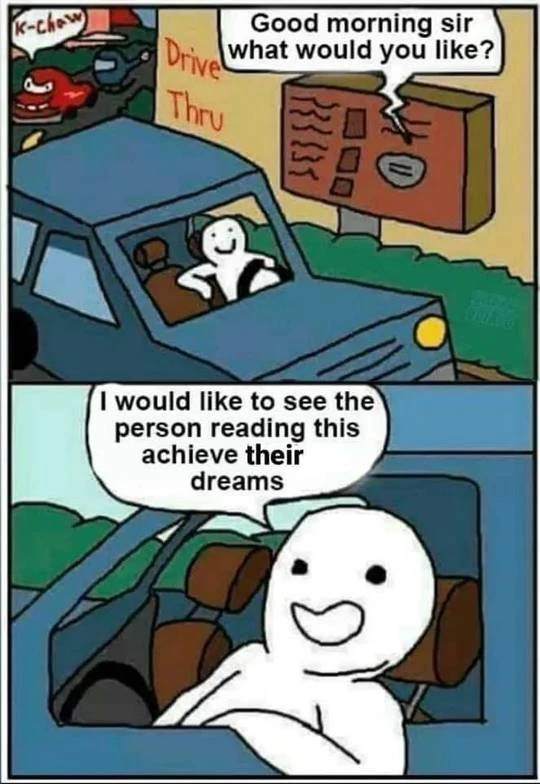 K-Chow
Drive
Thru
Good morning sir
what would you like?
I would like to see the
person reading this
achieve their
dreams